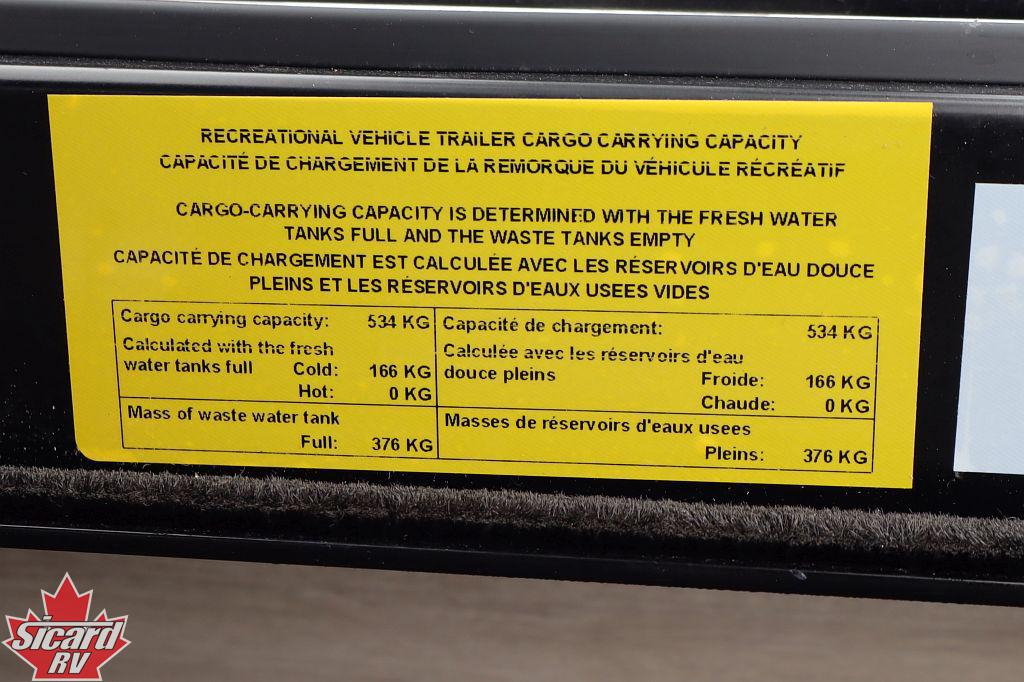 RECREATIONAL VEHICLE TRAILER CARGO CARRYING CAPACITY
CAPACITÉ DE CHARGEMENT DE LA REMORQUE DU VÉHICULE RÉCRÉATIF
CARGO-CARRYING CAPACITY IS DETERMINED WITH THE FRESH WATER
TANKS FULL AND THE WASTE TANKS EMPTY
CAPACITÉ DE CHARGEMENT EST CALCULÉE AVEC LES RÉSERVOIRS D'EAU DOUCE
PLEINS ET LES RÉSERVOIRS D'EAUX USEES VIDES
Cargo carrying capacity: 534 KG
Calculated with the fresh
water tanks full Cold: 166 KG
Hot: 0 KG
Mass of waste water tank
Full: 376 KG
Capacité de chargement: 534 KG
Calculée avec les réservoirs d'eau
douce pleins Froide: 166 KG
Chaude: 0 KG
Masses de réservoirs d'eaux usees
Pleins: 376 KG
Sicard
RV